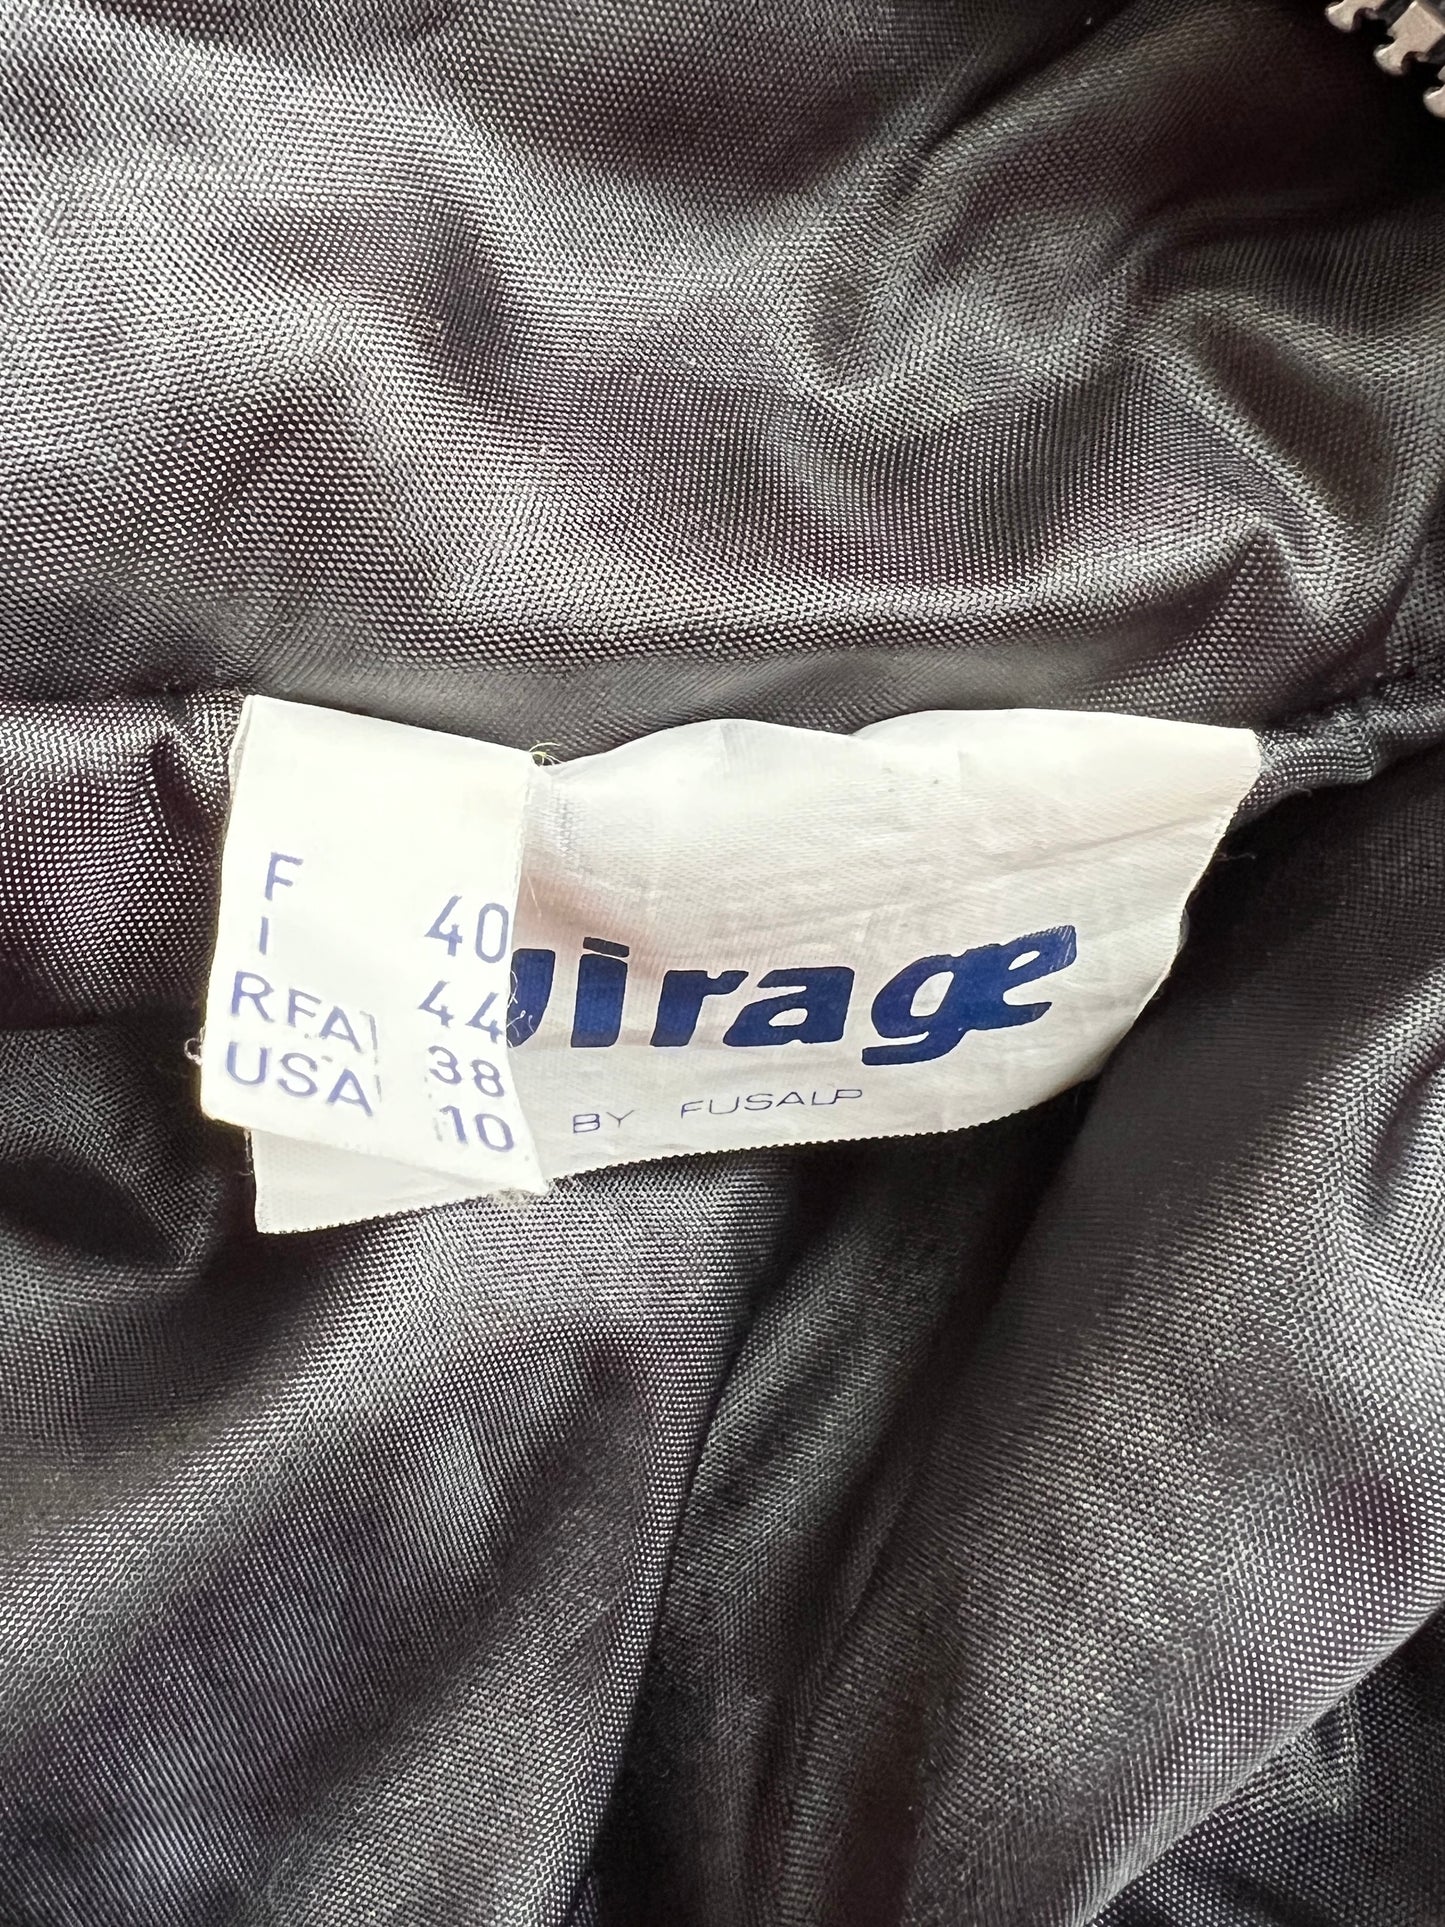 F 40
I 44
RFA 38
USA 10
irage
BY FUSALP